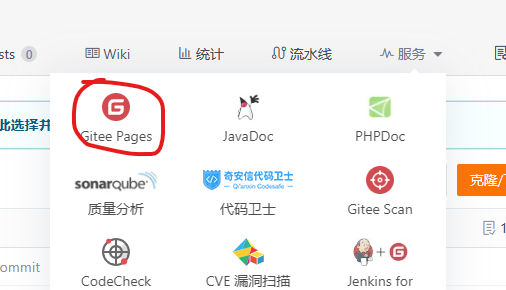 sts 0 Wiki 统计 流水线 服务
此选择开
Gitee Pages JavaDoc PHPDoc
sonarqube 奇安信代码卫士 Qi'anxin Codesafe 克隆/
质量分析 代码卫士 Gitee Scan
1
ommit
CodeCheck CVE 漏洞扫描 Jenkins for